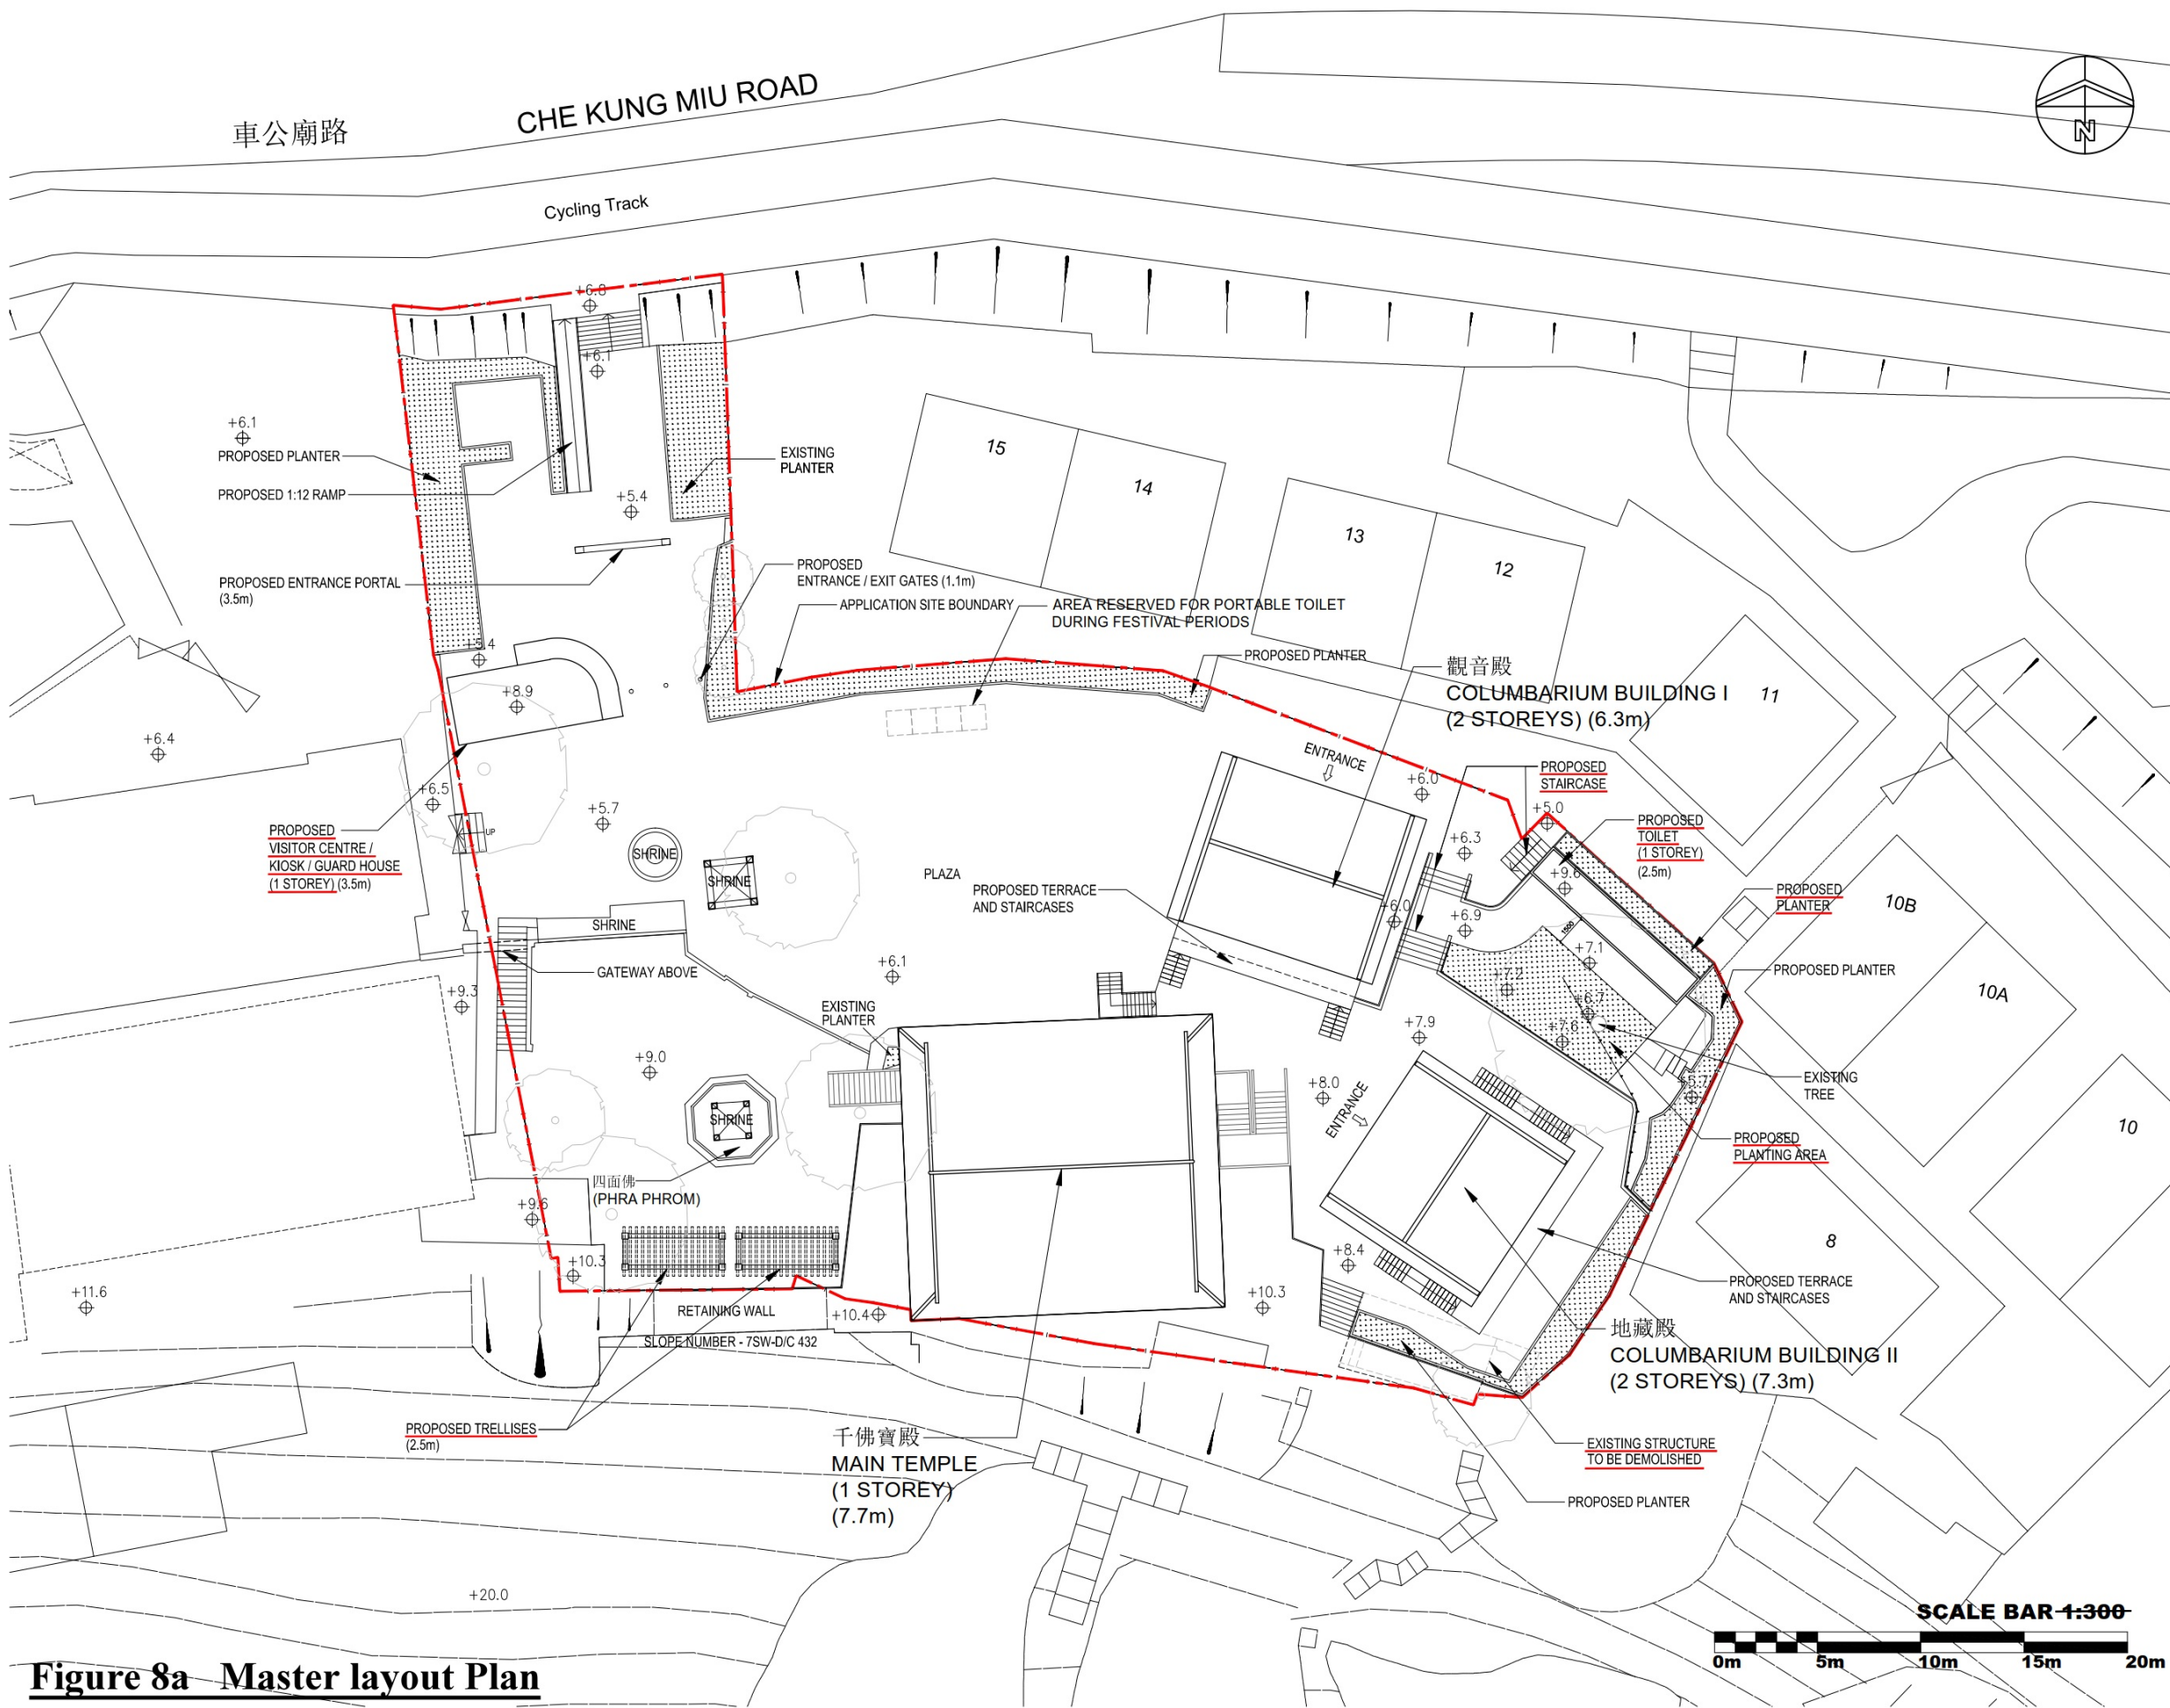 車公廟路
CHE KUNG MIU ROAD
N
Cycling Track
+6.8
+6.1
+6.1
PROPOSED PLANTER
PROPOSED 1:12 RAMP
EXISTING
PLANTER
+5.4
PROPOSED ENTRANCE PORTAL
(3.5m)
PROPOSED
ENTRANCE / EXIT GATES (1.1m)
APPLICATION SITE BOUNDARY
AREA RESERVED FOR PORTABLE TOILET
DURING FESTIVAL PERIODS
15
14
13
12
11
PROPOSED PLANTER
觀音殿
COLUMBARIUM BUILDING I
(2 STOREYS) (6.3m)
+5.4
+8.9
+6.4
+6.5
UP
+5.7
PROPOSED
VISITOR CENTRE /
KIOSK / GUARD HOUSE
(1 STOREY) (3.5m)
SHRINE
SHRINE
SHRINE
GATEWAY ABOVE
PLAZA
PROPOSED TERRACE
AND STAIRCASES
ENTRANCE
+6.0
PROPOSED
STAIRCASE
+5.0
+6.3
PROPOSED
TOILET
(1 STOREY)
(2.5m)
+9.6
+6.0
+6.9
1500
+7.1
+7.2
+6.7
+7.6
PROPOSED
PLANTER
PROPOSED PLANTER
10B
10A
10
8
+6.1
+9.3
+9.0
EXISTING
PLANTER
+7.9
+8.0
ENTRANCE
EXISTING
TREE
+5.7
PROPOSED
PLANTING AREA
SHRINE
四面佛
(PHRA PHROM)
+9.6
+10.3
+11.6
RETAINING WALL
+10.4
SLOPE NUMBER - 7SW-D/C 432
+8.4
+10.3
PROPOSED TERRACE
AND STAIRCASES
地藏殿
COLUMBARIUM BUILDING II
(2 STOREYS) (7.3m)
PROPOSED TRELLISES
(2.5m)
千佛寶殿
MAIN TEMPLE
(1 STOREY)
(7.7m)
EXISTING STRUCTURE
TO BE DEMOLISHED
PROPOSED PLANTER
+20.0
SCALE BAR 1:300
0m 5m 10m 15m 20m
Figure 8a Master layout Plan